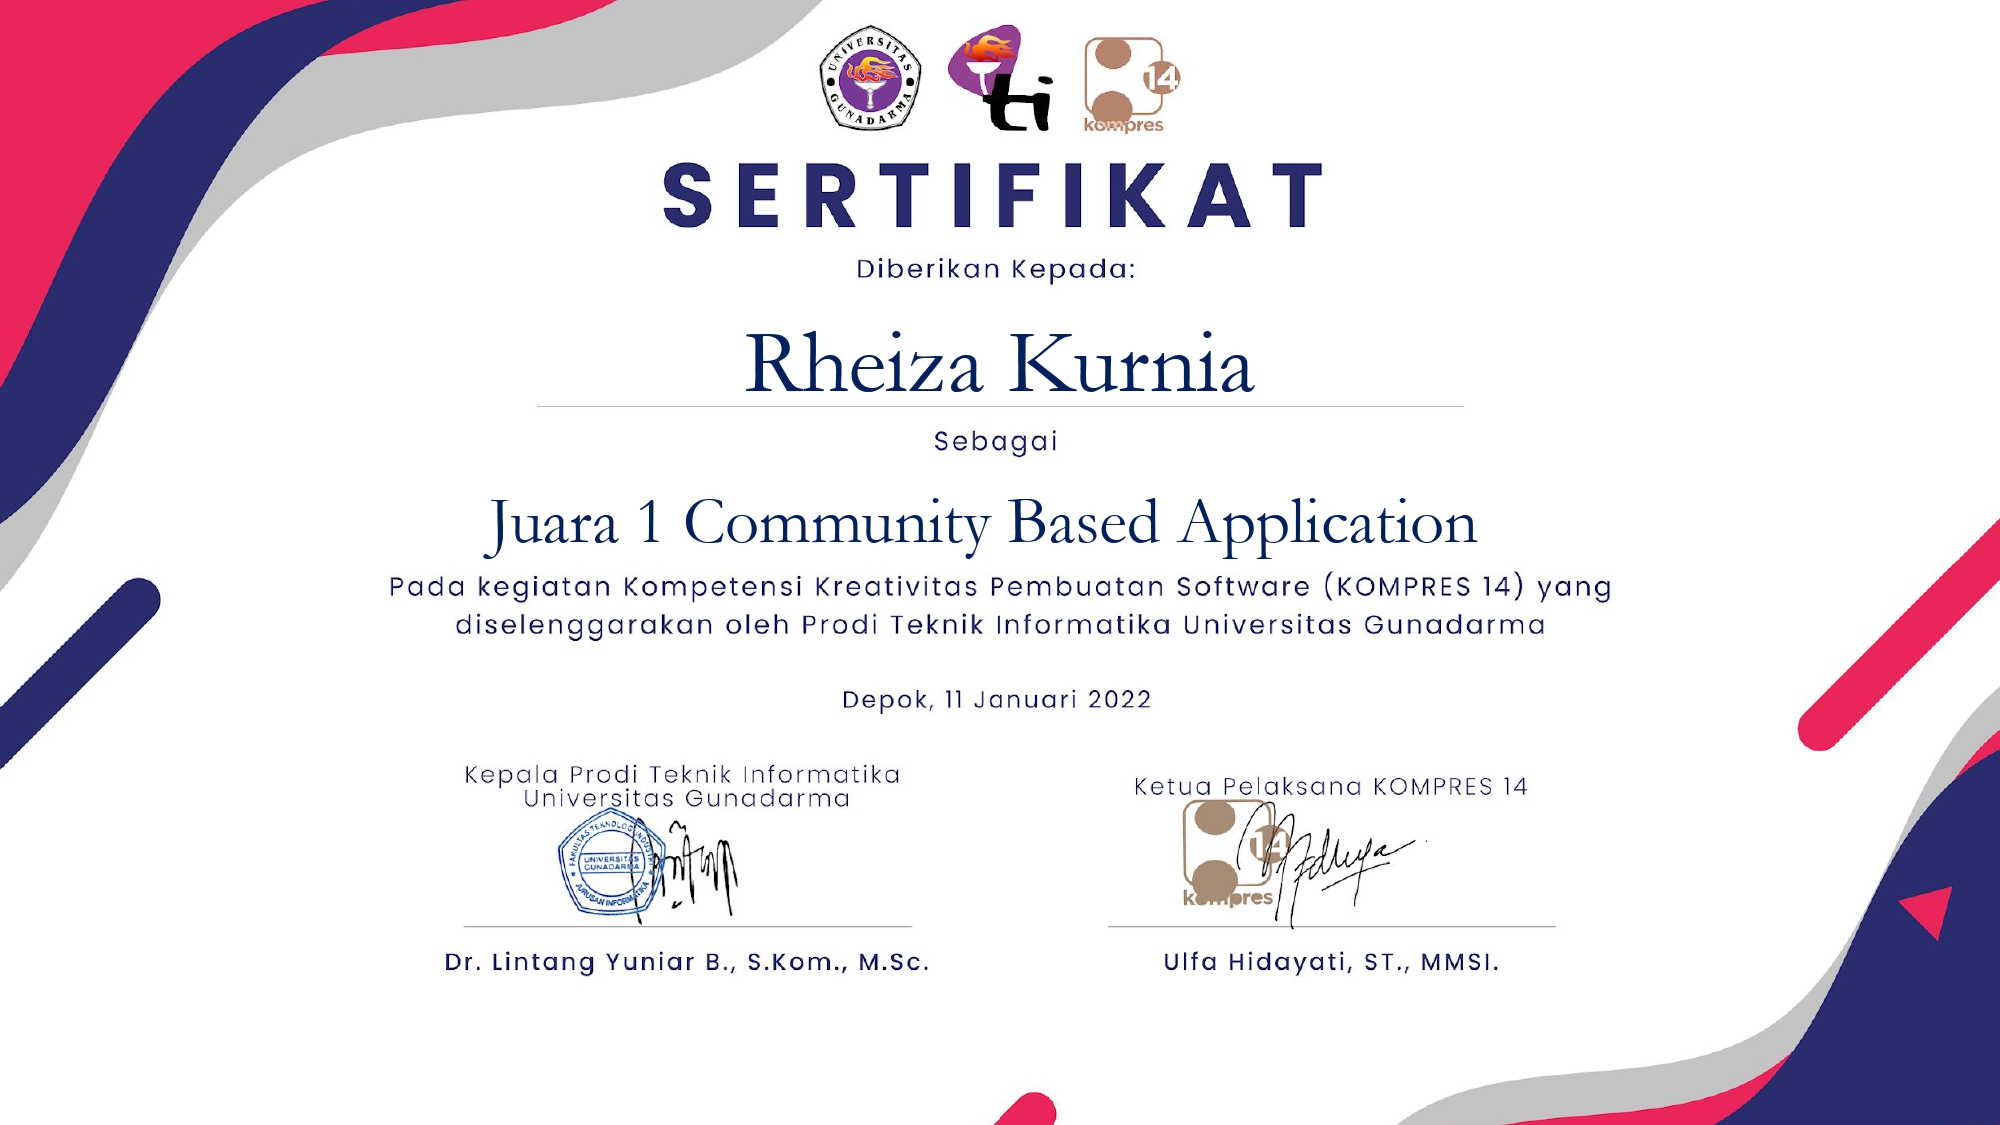 UNIVERSITAS GUNADARMA
ti
14
kompres
SERTIFIKAT
Diberikan Kepada:
Rheiza Kurnia
Sebagai
Juara 1 Community Based Application
Pada kegiatan Kompetensi Kreativitas Pembuatan Software (KOMPRES 14) yang
diselenggarakan oleh Prodi Teknik Informatika Universitas Gunadarma
Depok, 11 Januari 2022
Kepala Prodi Teknik Informatika
Universitas Gunadarma
FAKULTAS TEKNOLOGI INDUSTRI
UNIVERSITAS
GUNADARMA
JURUSAN INFORMATIKA
Dr. Lintang Yuniar B., S.Kom., M.Sc.
Ketua Pelaksana KOMPRES 14
14
kompres
Ulfa Hidayati, ST., MMSI.